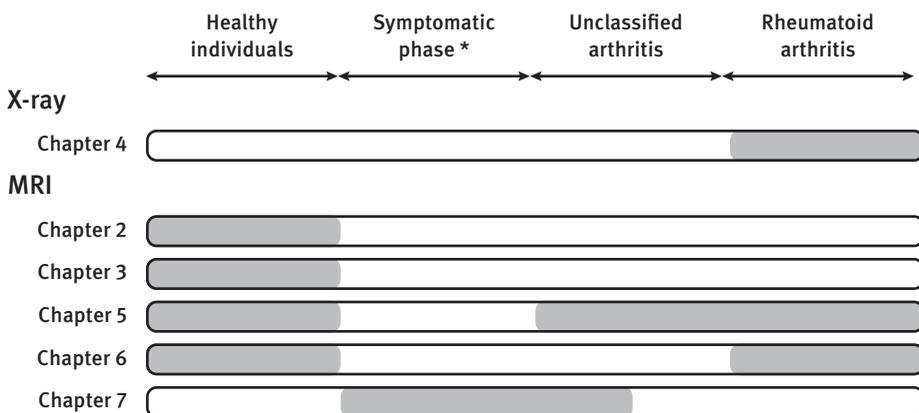 Healthy individuals
Symptomatic phase *
Unclassified arthritis
Rheumatoid arthritis
X-ray
Chapter 4
MRI
Chapter 2
Chapter 3
Chapter 5
Chapter 6
Chapter 7